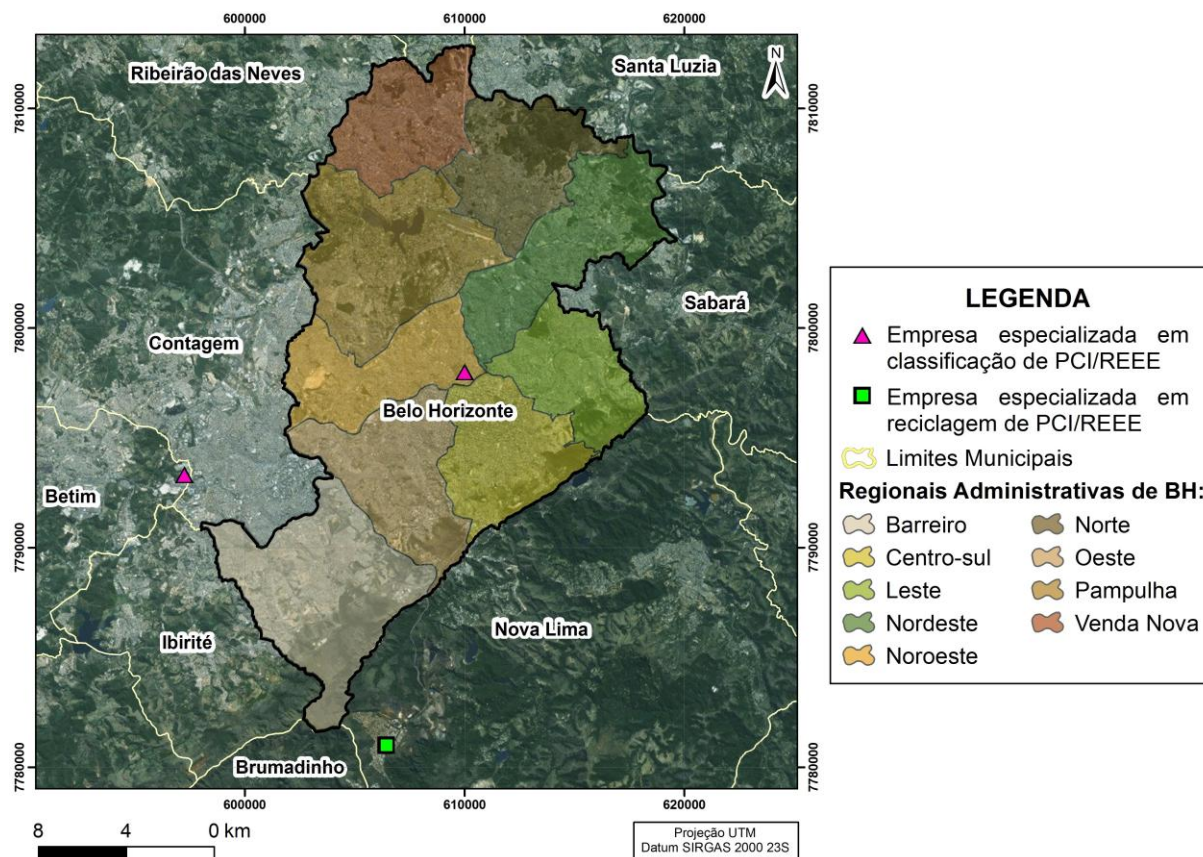 600000 610000 620000
N
Ribeirão das Neves
Santa Luzia
7810000 7810000
Sabará
7800000 7800000
Contagem
Belo Horizonte
Betim
7790000 7790000
Nova Lima
Ibirité
Brumadinho
7780000 7780000
600000 610000 620000
8 4 0 km
Projeção UTM
Datum SIRGAS 2000 23S
LEGENDA
Empresa especializada em
classificação de PCI/REEE
Empresa especializada em
reciclagem de PCI/REEE
Limites Municipais
Regionais Administrativas de BH:
Barreiro
Centro-sul
Leste
Nordeste
Noroeste
Norte
Oeste
Pampulha
Venda Nova